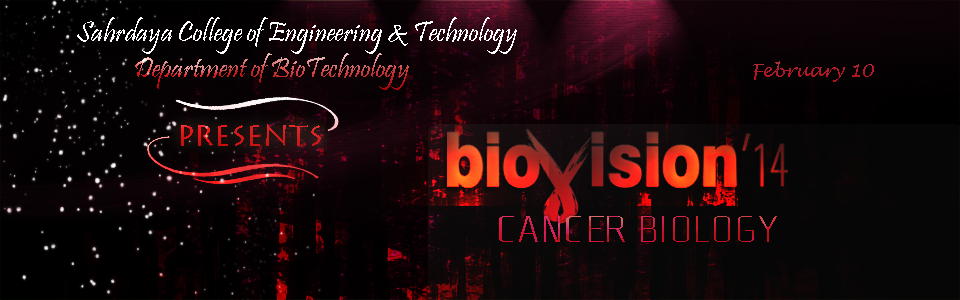 Sahrdaya College of Engineering & Technology
Department of BioTechnology
February 10
PRESENTS
bioVision'14
CANCER BIOLOGY